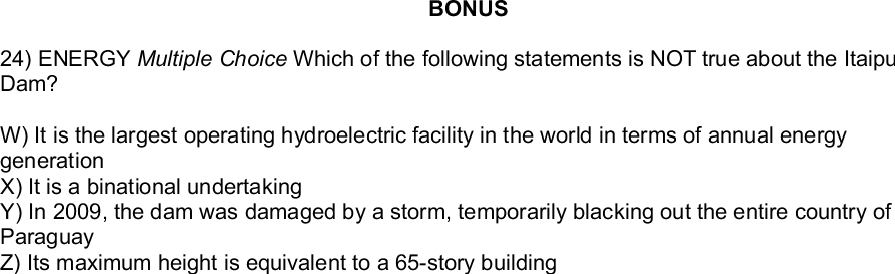 BONUS
24) ENERGY Multiple Choice Which of the following statements is NOT true about the Itaipu
Dam?
W) It is the largest operating hydroelectric facility in the world in terms of annual energy
generation
X) It is a binational undertaking
Y) In 2009, the dam was damaged by a storm, temporarily blacking out the entire country of
Paraguay
Z) Its maximum height is equivalent to a 65-story building